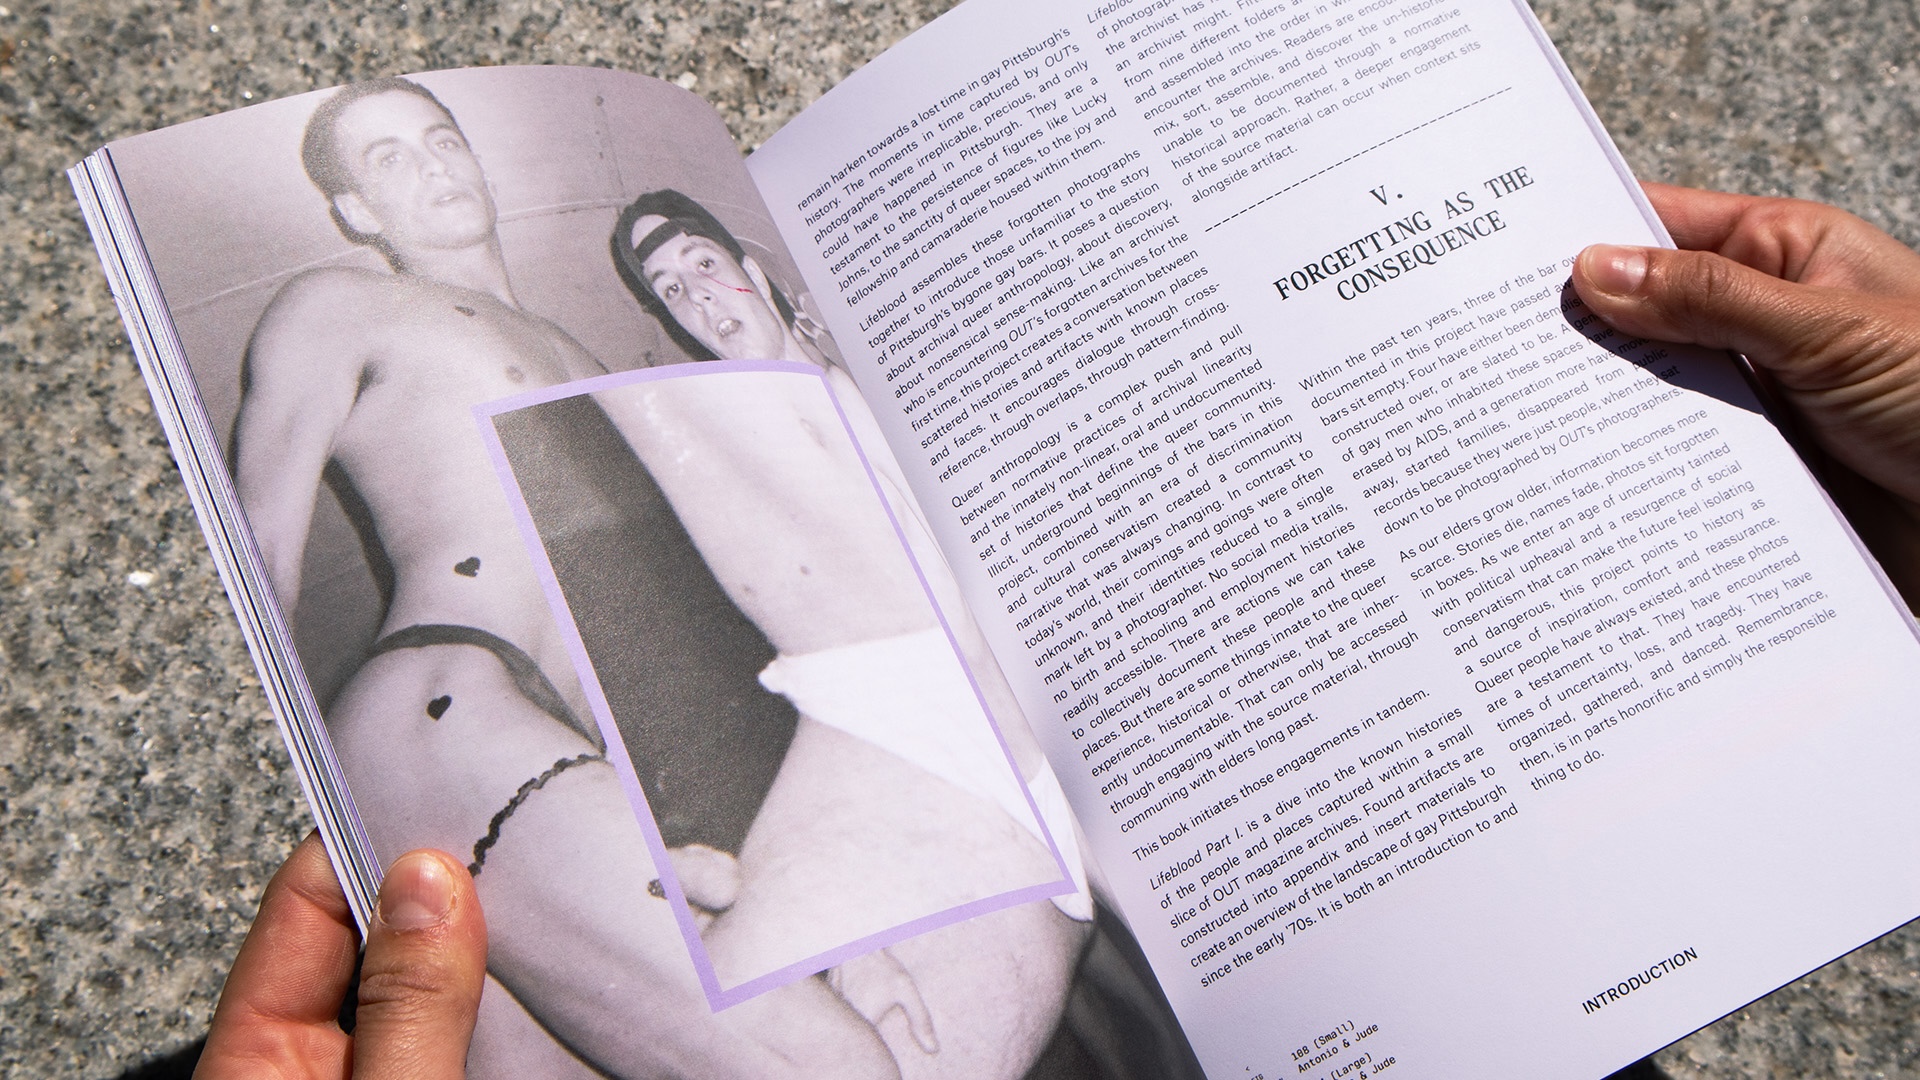 remain harken towards a lost time in gay Pittsburgh's
history. The moments in time captured by OUT's
photographers were irreplicable, precious, and only
could have happened in Pittsburgh. They are a
testament to the persistence of figures like Lucky
Johns, to the sanctity of queer spaces, to the joy and
fellowship and camaraderie housed within them.
Lifeblood assembles these forgotten photographs
together to introduce those unfamiliar to the story
of Pittsburgh's bygone gay bars. It poses a question
about archival queer anthropology, about discovery,
about nonsensical sense-making. Like an archivist
who is encountering OUT's forgotten archives for the
first time, this project creates a conversation between
scattered histories and artifacts with known places
and faces. It encourages dialogue through cross-
reference, through overlaps, through pattern-finding.
Queer anthropology is a complex push and pull
between normative practices of archival linearity
and the innately non-linear, oral and undocumented
set of histories that define the queer community.
Illicit, underground beginnings of the bars in this
project, combined with an era of discrimination
and cultural conservatism created a community
narrative that was always changing. In contrast to
today's world, their comings and goings were often
unknown, and their identities reduced to a single
mark left by a photographer. No social media trails,
no birth and schooling and employment histories
readily accessible. There are actions we can take
to collectively document these people and these
places. But there are some things innate to the queer
experience, historical or otherwise, that are inher-
ently undocumentable. That can only be accessed
through engaging with the source material, through
communing with elders long past.
This book initiates those engagements in tandem.
Lifeblood Part I. is a dive into the known histories
of the people and places captured within a small
slice of OUT magazine archives. Found artifacts are
constructed into appendix and insert materials to
create an overview of the landscape of gay Pittsburgh
since the early '70s. It is both an introduction to and
Lifeblood
of photograp
the archivist has
an archivist might.
from nine different folders
and assembled into the order in
encounter the archives. Readers are
mix, sort, assemble, and discover the un-histo
unable to be documented through a normative
historical approach. Rather, a deeper engagement
of the source material can occur when context sits
alongside artifact.
V.
FORGETTING AS THE
CONSEQUENCE
Within the past ten years, three of the bar ow
documented in this project have passed
bars sit empty. Four have either been demolis
constructed over, or are slated to be. A gen
of gay men who inhabited these spaces have
erased by AIDS, and a generation more have moved
away, started families, disappeared from public
records because they were just people, when they sat
down to be photographed by OUT's photographers.
As our elders grow older, information becomes more
scarce. Stories die, names fade, photos sit forgotten
in boxes. As we enter an age of uncertainty tainted
with political upheaval and a resurgence of social
conservatism that can make the future feel isolating
and dangerous, this project points to history as
a source of inspiration, comfort and reassurance.
Queer people have always existed, and these photos
are a testament to that. They have encountered
times of uncertainty, loss, and tragedy. They have
organized, gathered, and danced. Remembrance,
then, is in parts honorific and simply the responsible
thing to do.
INTRODUCTION
188 (Small)
Antonio & Jude
(Large)
& Jude